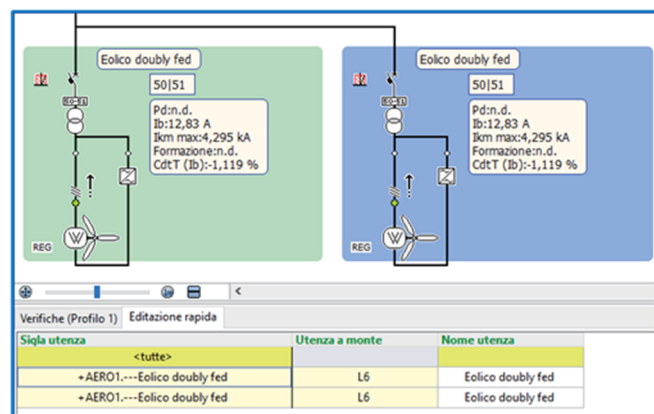 Eolico doubly fed
50|51
Pd:n.d.
Ib:12,83 A
Ikm max:4,295 kA
Formazione:n.d.
CdtT (Ib):-1,119 %
REG
Eolico doubly fed
50|51
Pd:n.d.
Ib:12,83 A
Ikm max:4,295 kA
Formazione:n.d.
CdtT (Ib):-1,119 %
REG
Verifiche (Profilo 1) Editazione rapida
Sigla utenza Utenza a monte Nome utenza
<tutte>
+AERO1.---Eolico doubly fed L6 Eolico doubly fed
+AERO1.---Eolico doubly fed L6 Eolico doubly fed